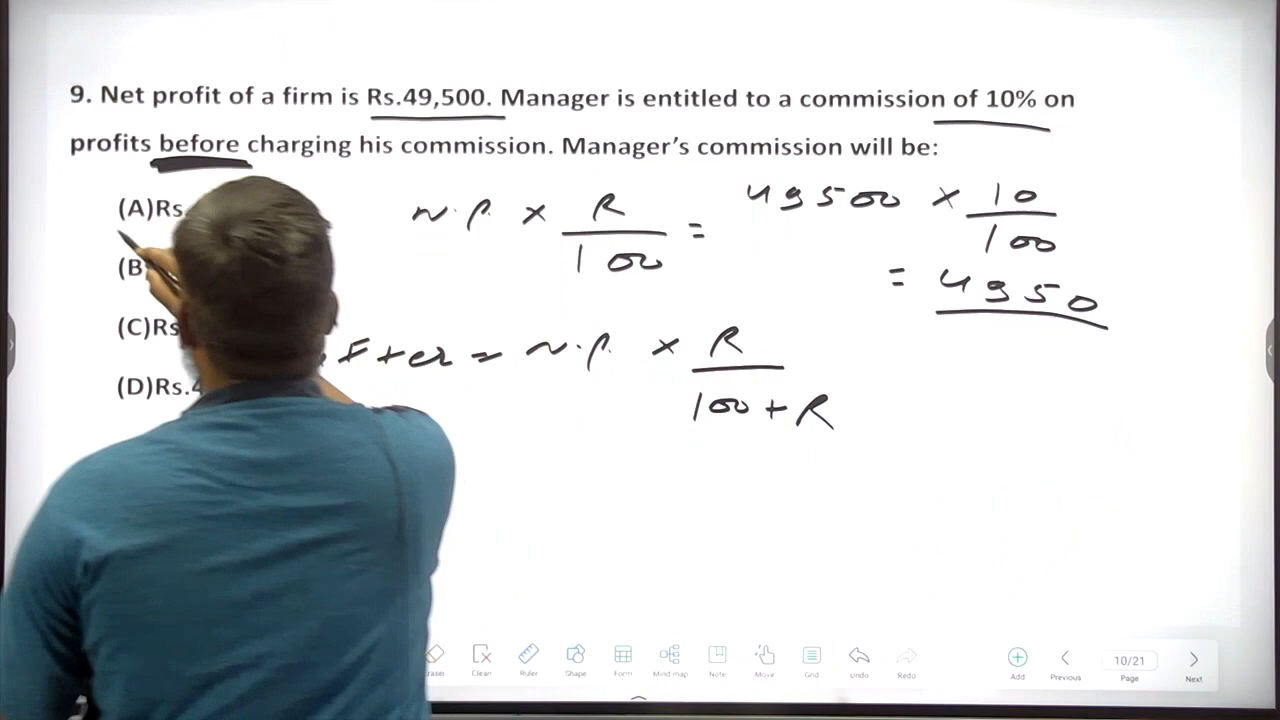 9. Net profit of a firm is Rs.49,500. Manager is entitled to a commission of 10% on
profits before charging his commission. Manager's commission will be:
(A)Rs.
(B
(C)Rs
(D)Rs.4
N.P. × R/100 = 49500 × 10/100
= 4950
After = N.P. × R/100+R
Clean
Ruler
Shape
Form
Mind map
Note
Move
Grid
Undo
Redo
Add
Previous
10/21
Page
Next